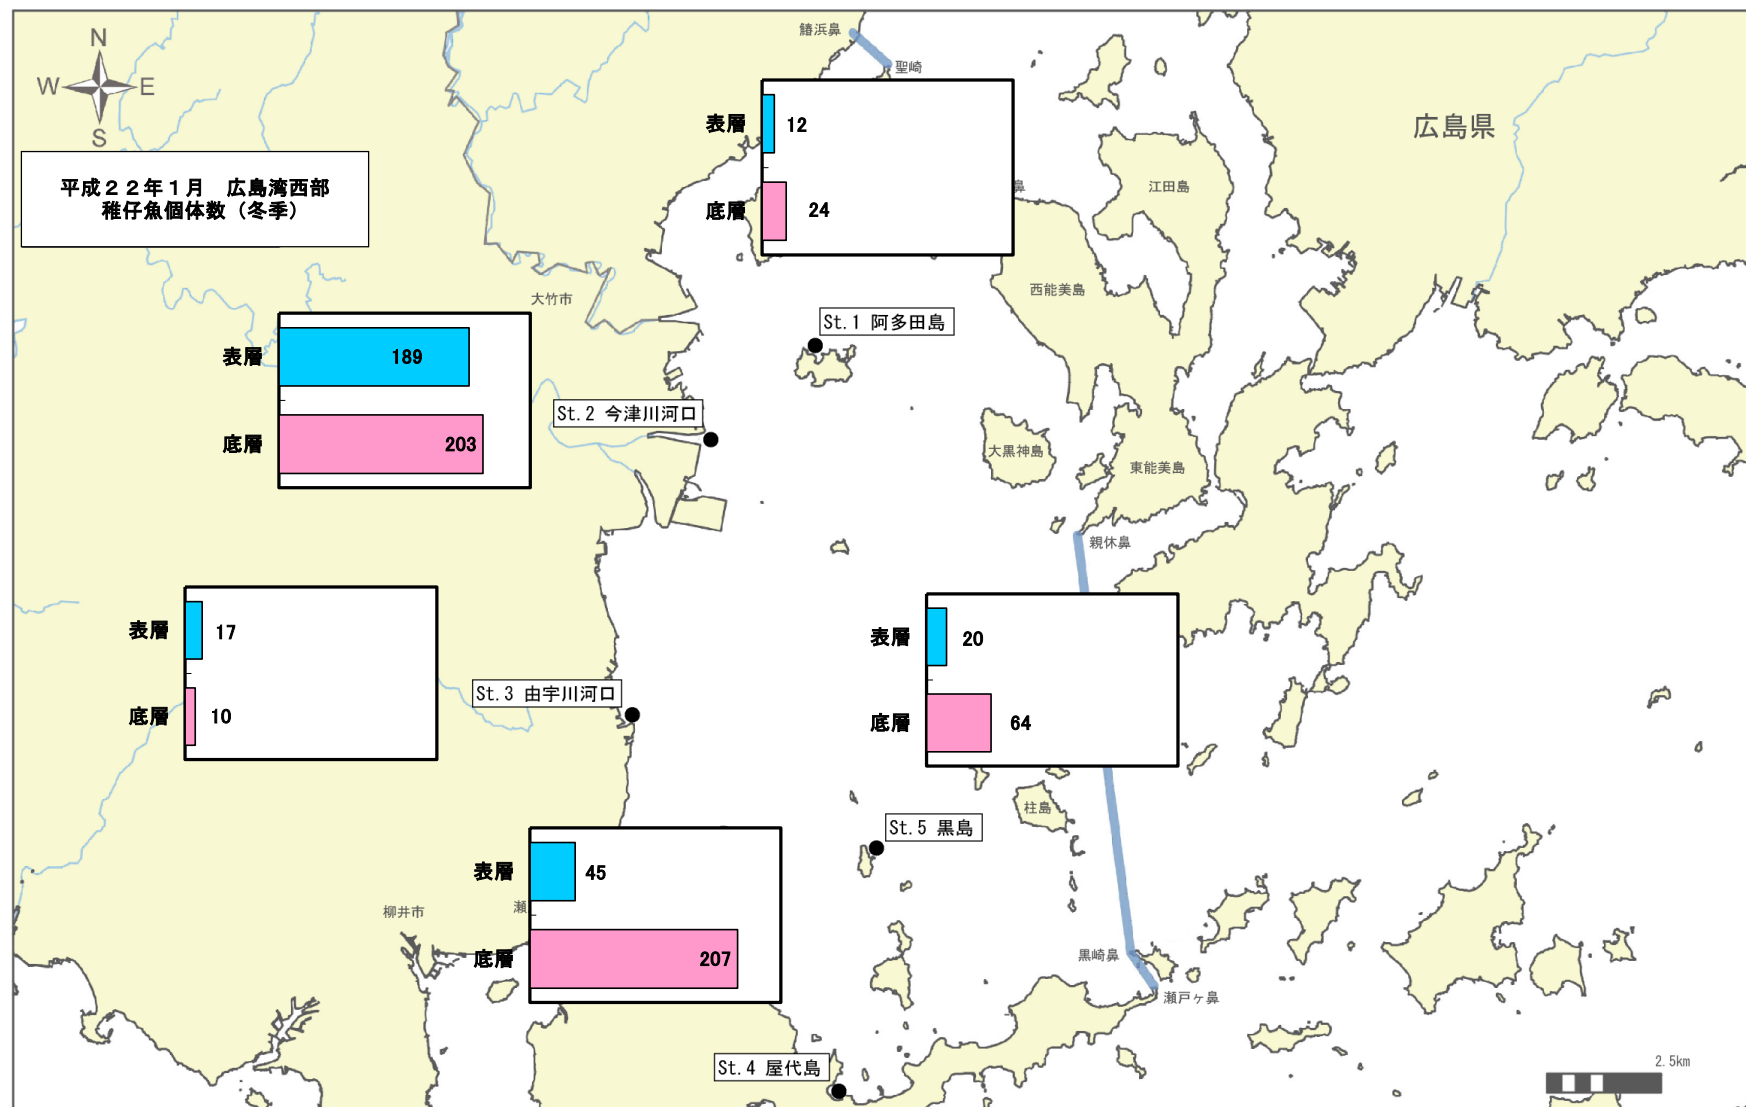 鰆浜鼻
聖崎
N
W E
S
広島県
平成22年1月 広島湾西部
稚仔魚個体数(冬季)
表層 12
底層 24
鼻
江田島
西能美島
大竹市
St.1 阿多田島
表層 189
底層 203
St.2 今津川河口
大黒神島
東能美島
親休鼻
表層 17
底層 10
St.3 由宇川河口
表層 20
底層 64
柱島
St.5 黒島
表層 45
底層 207
柳井市
瀬
黒崎鼻
瀬戸ヶ鼻
St.4 屋代島
2.5km